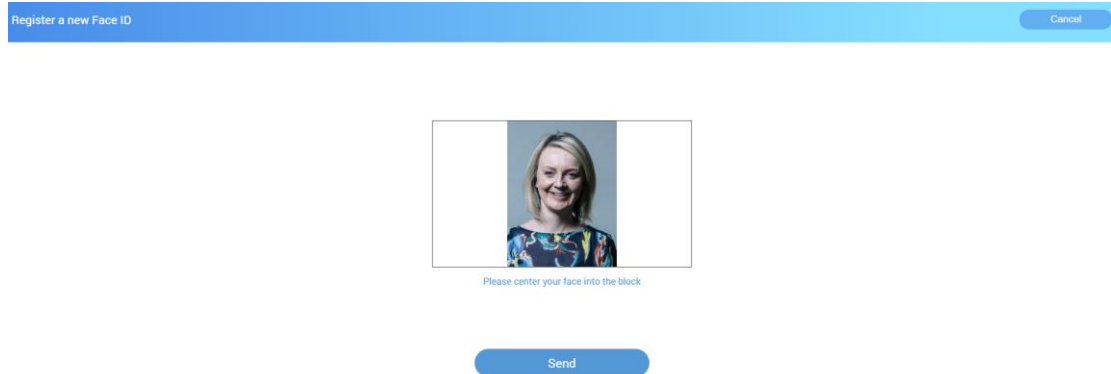 Register a new Face ID
Cancel
Please center your face into the block
Send